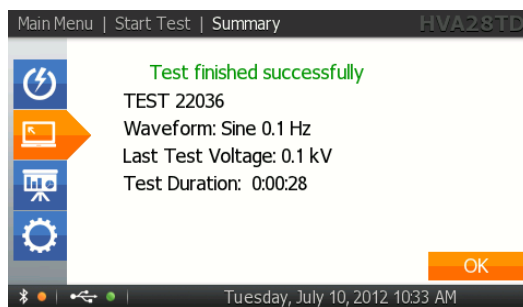 Main Menu | Start Test | Summary HVA28TD
Test finished successfully
TEST 22036
Waveform: Sine 0.1 Hz
Last Test Voltage: 0.1 kV
Test Duration: 0:00:28
OK
Tuesday, July 10, 2012 10:33 AM